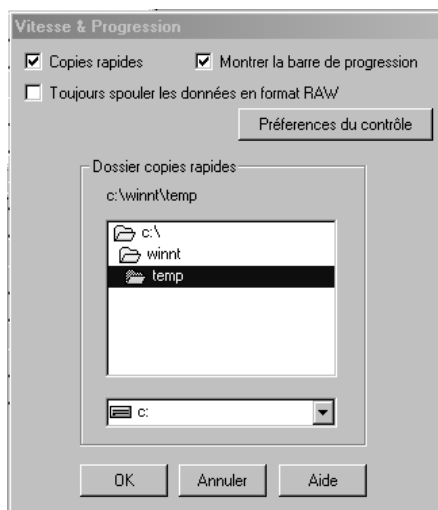 Vitesse & Progression
Copies rapides Montrer la barre de progression
Toujours spouler les données en format RAW
Préferences du contrôle
Dossier copies rapides
c:\winnt\temp
c:\
winnt
temp
c:
OK Annuler Aide